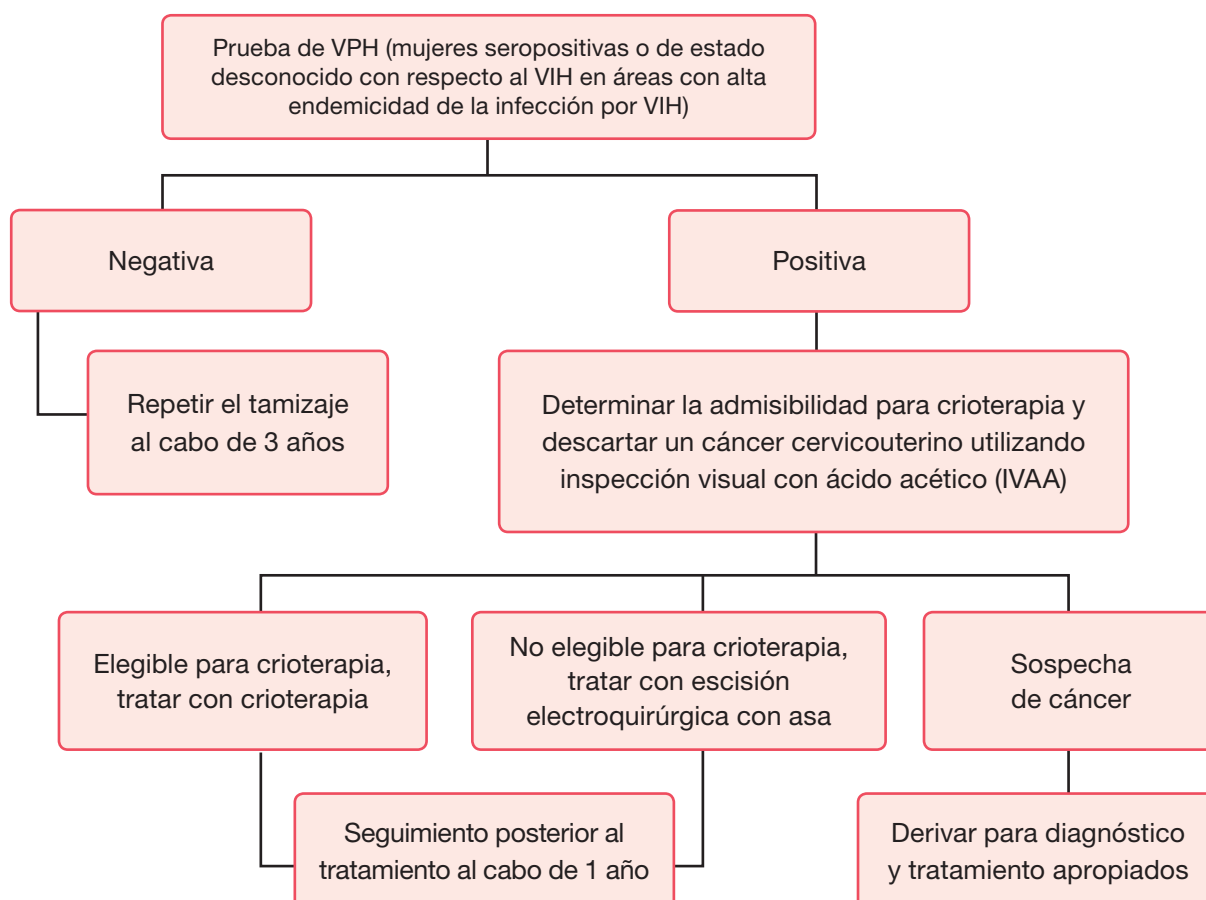 Prueba de VPH (mujeres seropositivas o de estado
desconocido con respecto al VIH en áreas con alta
endemicidad de la infección por VIH)
Negativa
Positiva
Repetir el tamizaje
al cabo de 3 años
Determinar la admisibilidad para crioterapia y
descartar un cáncer cervicouterino utilizando
inspección visual con ácido acético (IVAA)
Elegible para crioterapia,
tratar con crioterapia
No elegible para crioterapia,
tratar con escisión
electroquirúrgica con asa
Sospecha
de cáncer
Seguimiento posterior al
tratamiento al cabo de 1 año
Derivar para diagnóstico
y tratamiento apropiados